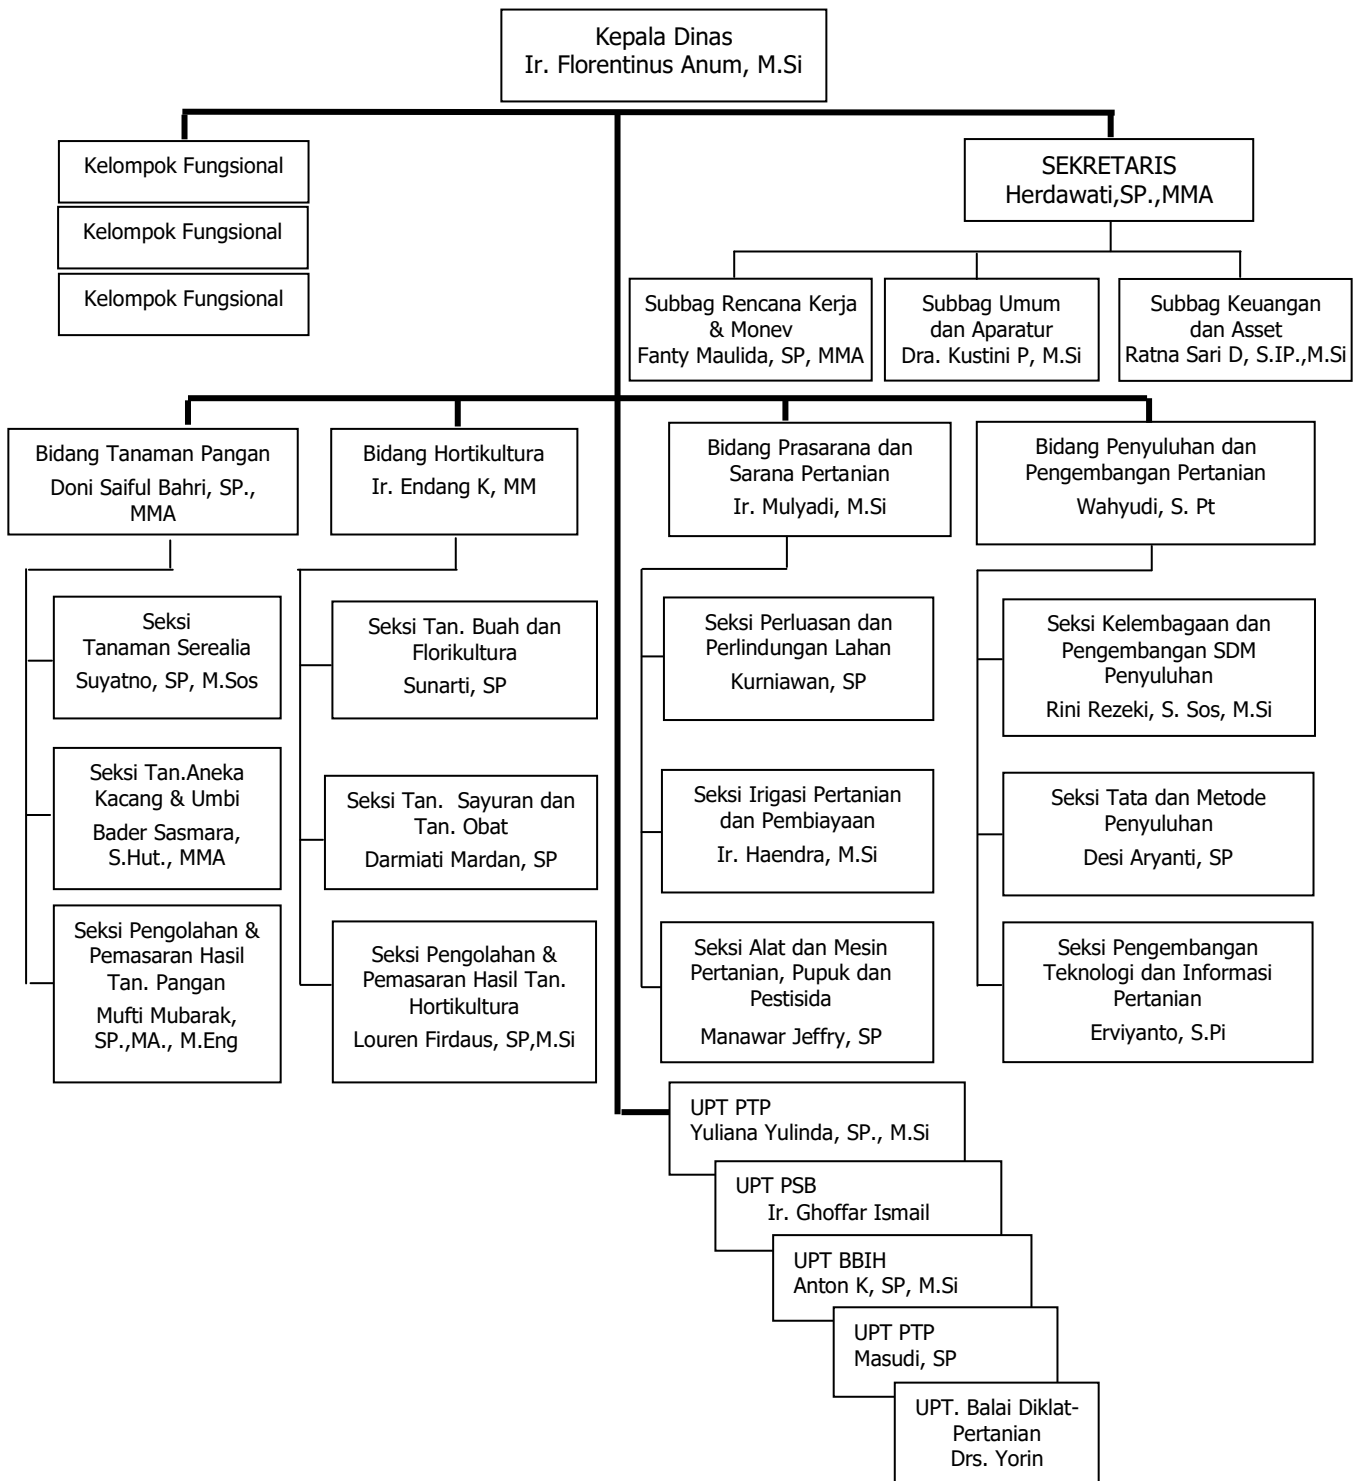 Kepala Dinas
Ir. Florentinus Anum, M.Si
Kelompok Fungsional
Kelompok Fungsional
Kelompok Fungsional
SEKRETARIS
Herdawati,SP.,MMA
Subbag Rencana Kerja
& Monev
Fanty Maulida, SP, MMA
Subbag Umum
dan Aparatur
Dra. Kustini P, M.Si
Subbag Keuangan
dan Asset
Ratna Sari D, S.IP.,M.Si
Bidang Tanaman Pangan
Doni Saiful Bahri, SP.,
MMA
Bidang Hortikultura
Ir. Endang K, MM
Bidang Prasarana dan
Sarana Pertanian
Ir. Mulyadi, M.Si
Bidang Penyuluhan dan
Pengembangan Pertanian
Wahyudi, S. Pt
Seksi
Tanaman Serealia
Suyatno, SP, M.Sos
Seksi Tan.Aneka
Kacang & Umbi
Bader Sasmara,
S.Hut., MMA
Seksi Pengolahan &
Pemasaran Hasil
Tan. Pangan
Mufti Mubarak,
SP.,MA., M.Eng
Seksi Tan. Buah dan
Florikultura
Sunarti, SP
Seksi Tan.  Sayuran dan
Tan. Obat
Darmiati Mardan, SP
Seksi Pengolahan &
Pemasaran Hasil Tan.
Hortikultura
Louren Firdaus, SP,M.Si
Seksi Perluasan dan
Perlindungan Lahan
Kurniawan, SP
Seksi Irigasi Pertanian
dan Pembiayaan
Ir. Haendra, M.Si
Seksi Alat dan Mesin
Pertanian, Pupuk dan
Pestisida
Manawar Jeffry, SP
Seksi Kelembagaan dan
Pengembangan SDM
Penyuluhan
Rini Rezeki, S. Sos, M.Si
Seksi Tata dan Metode
Penyuluhan
Desi Aryanti, SP
Seksi Pengembangan
Teknologi dan Informasi
Pertanian
Erviyanto, S.Pi
UPT PTP
Yuliana Yulinda, SP., M.Si
UPT PSB
Ir. Ghoffar Ismail
UPT BBIH
Anton K, SP, M.Si
UPT PTP
Masudi, SP
UPT. Balai Diklat-
Pertanian
Drs. Yorin